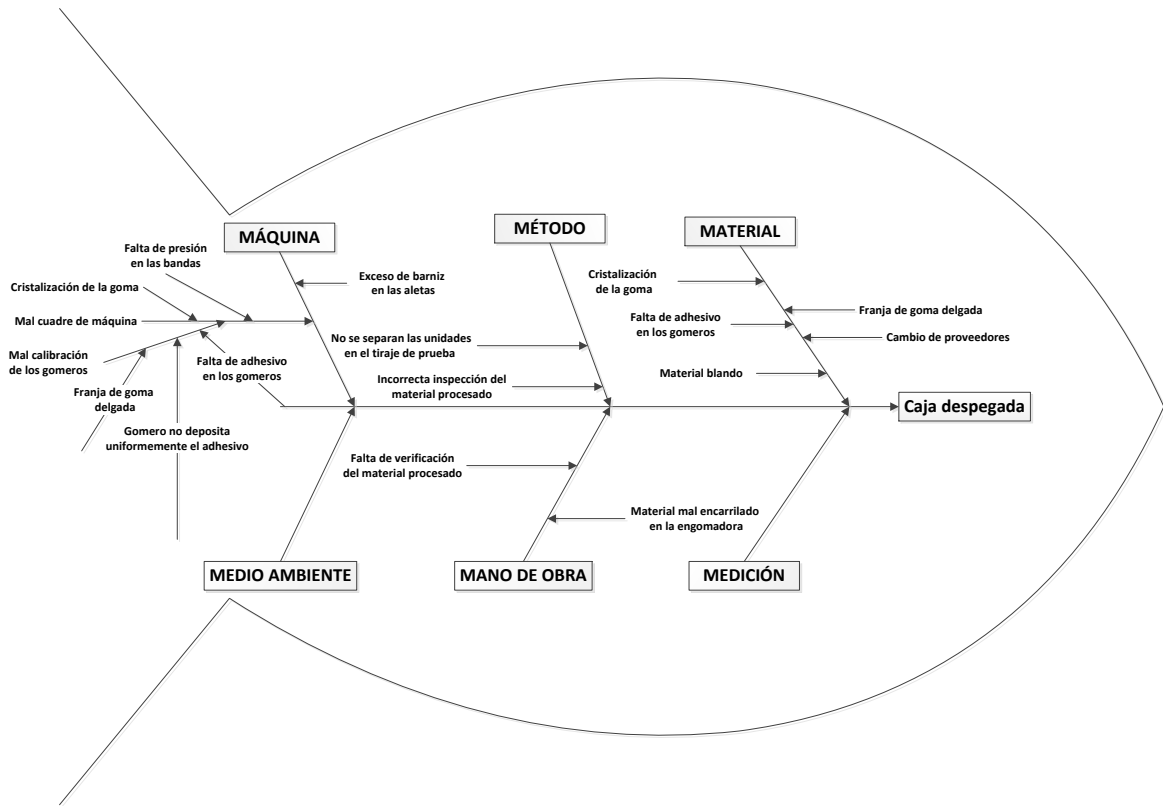 MÁQUINA
MÉTODO
MATERIAL
Falta de presión
en las bandas
Cristalización de la goma
Mal cuadre de máquina
Mal calibración
de los gomeros
Franja de goma
delgada
Gomero no deposita
uniformemente el adhesivo
Falta de adhesivo
en los gomeros
Exceso de barniz
en las aletas
No se separan las unidades
en el tiraje de prueba
Incorrecta inspección del
material procesado
Cristalización
de la goma
Falta de adhesivo
en los gomeros
Material blando
Franja de goma delgada
Cambio de proveedores
Caja despegada
Falta de verificación
del material procesado
Material mal encarrilado
en la engomadora
MEDIO AMBIENTE
MANO DE OBRA
MEDICIÓN